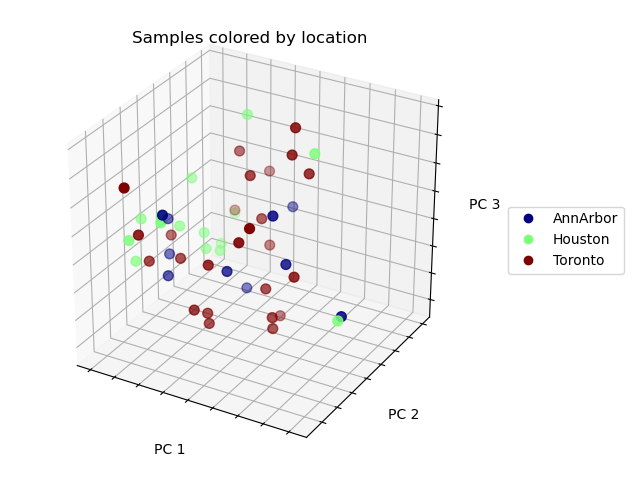 Samples colored by location
PC 3
AnnArbor
Houston
Toronto
PC 2
PC 1